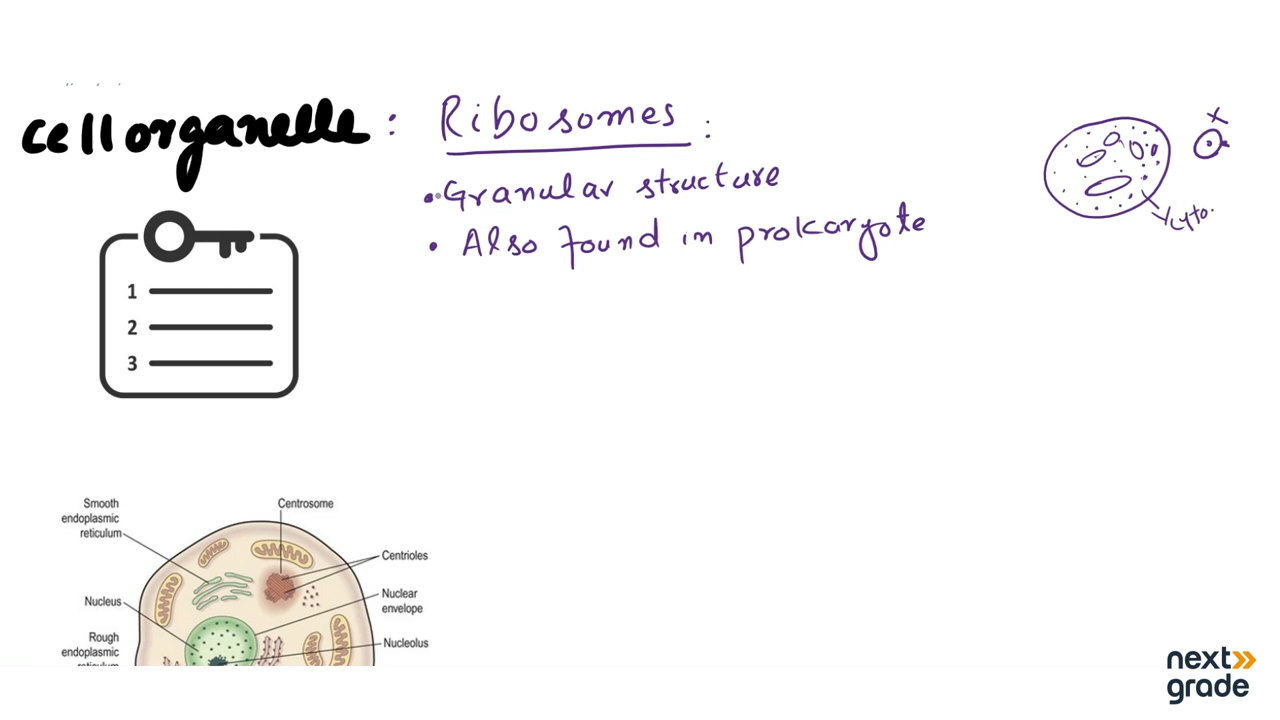 cell organelle : Ribosomes :
• Granular structure
• Also found in prokaryote
x
cyto.
1
2
3
Smooth
endoplasmic
reticulum
Centrosome
Centrioles
Nucleus
Nuclear
envelope
Rough
endoplasmic
Nucleolus
next
grade